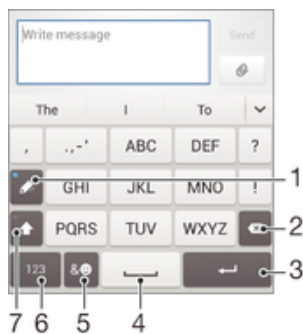 Write message
Send
The I To
, .,-' ABC DEF ?
GHI JKL MNO ! 1
PQRS TUV WXYZ 2
123 &
3
7 6 5 4